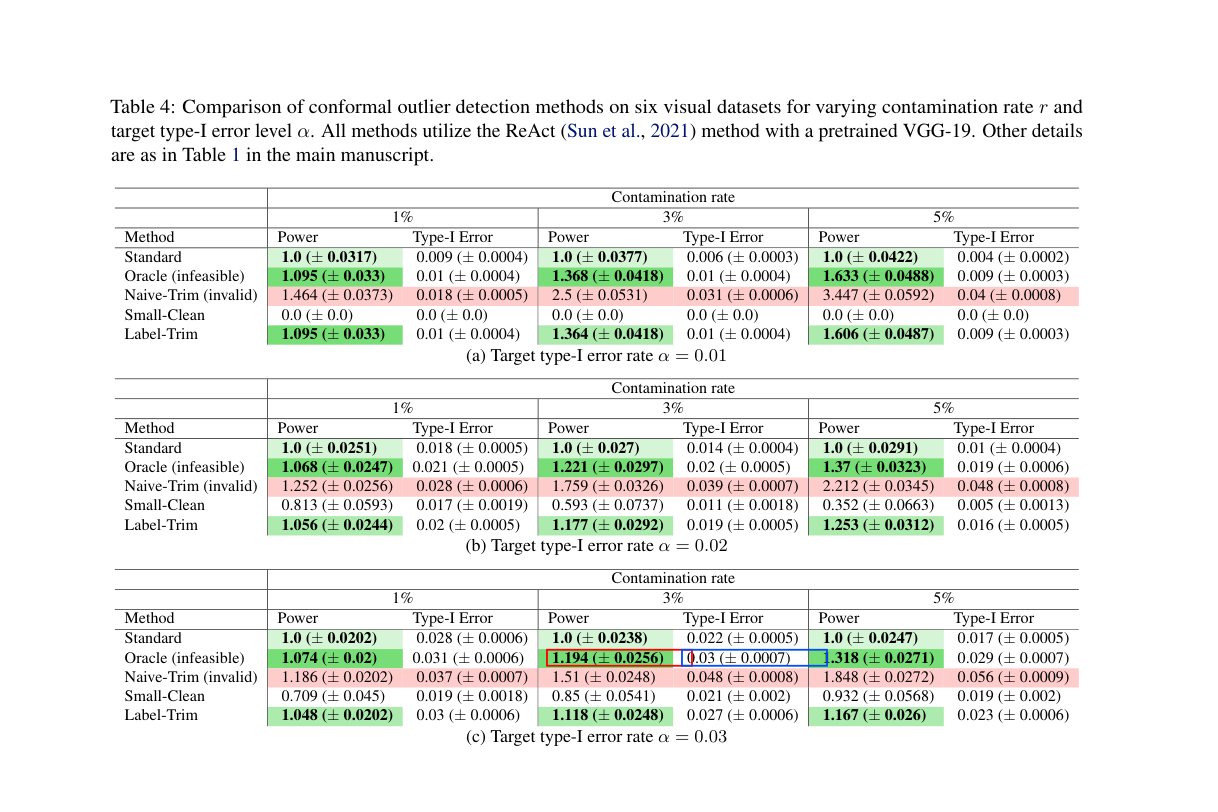 Table 4: Comparison of conformal outlier detection methods on six visual datasets for varying contamination rate r and
target type-I error level α. All methods utilize the ReAct (Sun et al., 2021) method with a pretrained VGG-19. Other details
are as in Table 1 in the main manuscript.
Contamination rate
1% 3% 5%
Method Power Type-I Error Power Type-I Error Power Type-I Error
Standard 1.0 (± 0.0317) 0.009 (± 0.0004) 1.0 (± 0.0377) 0.006 (± 0.0003) 1.0 (± 0.0422) 0.004 (± 0.0002)
Oracle (infeasible) 1.095 (± 0.033) 0.01 (± 0.0004) 1.368 (± 0.0418) 0.01 (± 0.0004) 1.633 (± 0.0488) 0.009 (± 0.0003)
Naive-Trim (invalid) 1.464 (± 0.0373) 0.018 (± 0.0005) 2.5 (± 0.0531) 0.031 (± 0.0006) 3.447 (± 0.0592) 0.04 (± 0.0008)
Small-Clean 0.0 (± 0.0) 0.0 (± 0.0) 0.0 (± 0.0) 0.0 (± 0.0) 0.0 (± 0.0) 0.0 (± 0.0)
Label-Trim 1.095 (± 0.033) 0.01 (± 0.0004) 1.364 (± 0.0418) 0.01 (± 0.0004) 1.606 (± 0.0487) 0.009 (± 0.0003)
(a) Target type-I error rate α = 0.01
Contamination rate
1% 3% 5%
Method Power Type-I Error Power Type-I Error Power Type-I Error
Standard 1.0 (± 0.0251) 0.018 (± 0.0005) 1.0 (± 0.027) 0.014 (± 0.0004) 1.0 (± 0.0291) 0.01 (± 0.0004)
Oracle (infeasible) 1.068 (± 0.0247) 0.021 (± 0.0005) 1.221 (± 0.0297) 0.02 (± 0.0005) 1.37 (± 0.0323) 0.019 (± 0.0006)
Naive-Trim (invalid) 1.252 (± 0.0256) 0.028 (± 0.0006) 1.759 (± 0.0326) 0.039 (± 0.0007) 2.212 (± 0.0345) 0.048 (± 0.0008)
Small-Clean 0.813 (± 0.0593) 0.017 (± 0.0019) 0.593 (± 0.0737) 0.011 (± 0.0018) 0.352 (± 0.0663) 0.005 (± 0.0013)
Label-Trim 1.056 (± 0.0244) 0.02 (± 0.0005) 1.177 (± 0.0292) 0.019 (± 0.0005) 1.253 (± 0.0312) 0.016 (± 0.0005)
(b) Target type-I error rate α = 0.02
Contamination rate
1% 3% 5%
Method Power Type-I Error Power Type-I Error Power Type-I Error
Standard 1.0 (± 0.0202) 0.028 (± 0.0006) 1.0 (± 0.0238) 0.022 (± 0.0005) 1.0 (± 0.0247) 0.017 (± 0.0005)
Oracle (infeasible) 1.074 (± 0.02) 0.031 (± 0.0006) 1.194 (± 0.0256) 0.03 (± 0.0007) 1.318 (± 0.0271) 0.029 (± 0.0007)
Naive-Trim (invalid) 1.186 (± 0.0202) 0.037 (± 0.0007) 1.51 (± 0.0248) 0.048 (± 0.0008) 1.848 (± 0.0272) 0.056 (± 0.0009)
Small-Clean 0.709 (± 0.045) 0.019 (± 0.0018) 0.85 (± 0.0541) 0.021 (± 0.002) 0.932 (± 0.0568) 0.019 (± 0.002)
Label-Trim 1.048 (± 0.0202) 0.03 (± 0.0006) 1.118 (± 0.0248) 0.027 (± 0.0006) 1.167 (± 0.026) 0.023 (± 0.0006)
(c) Target type-I error rate α = 0.03